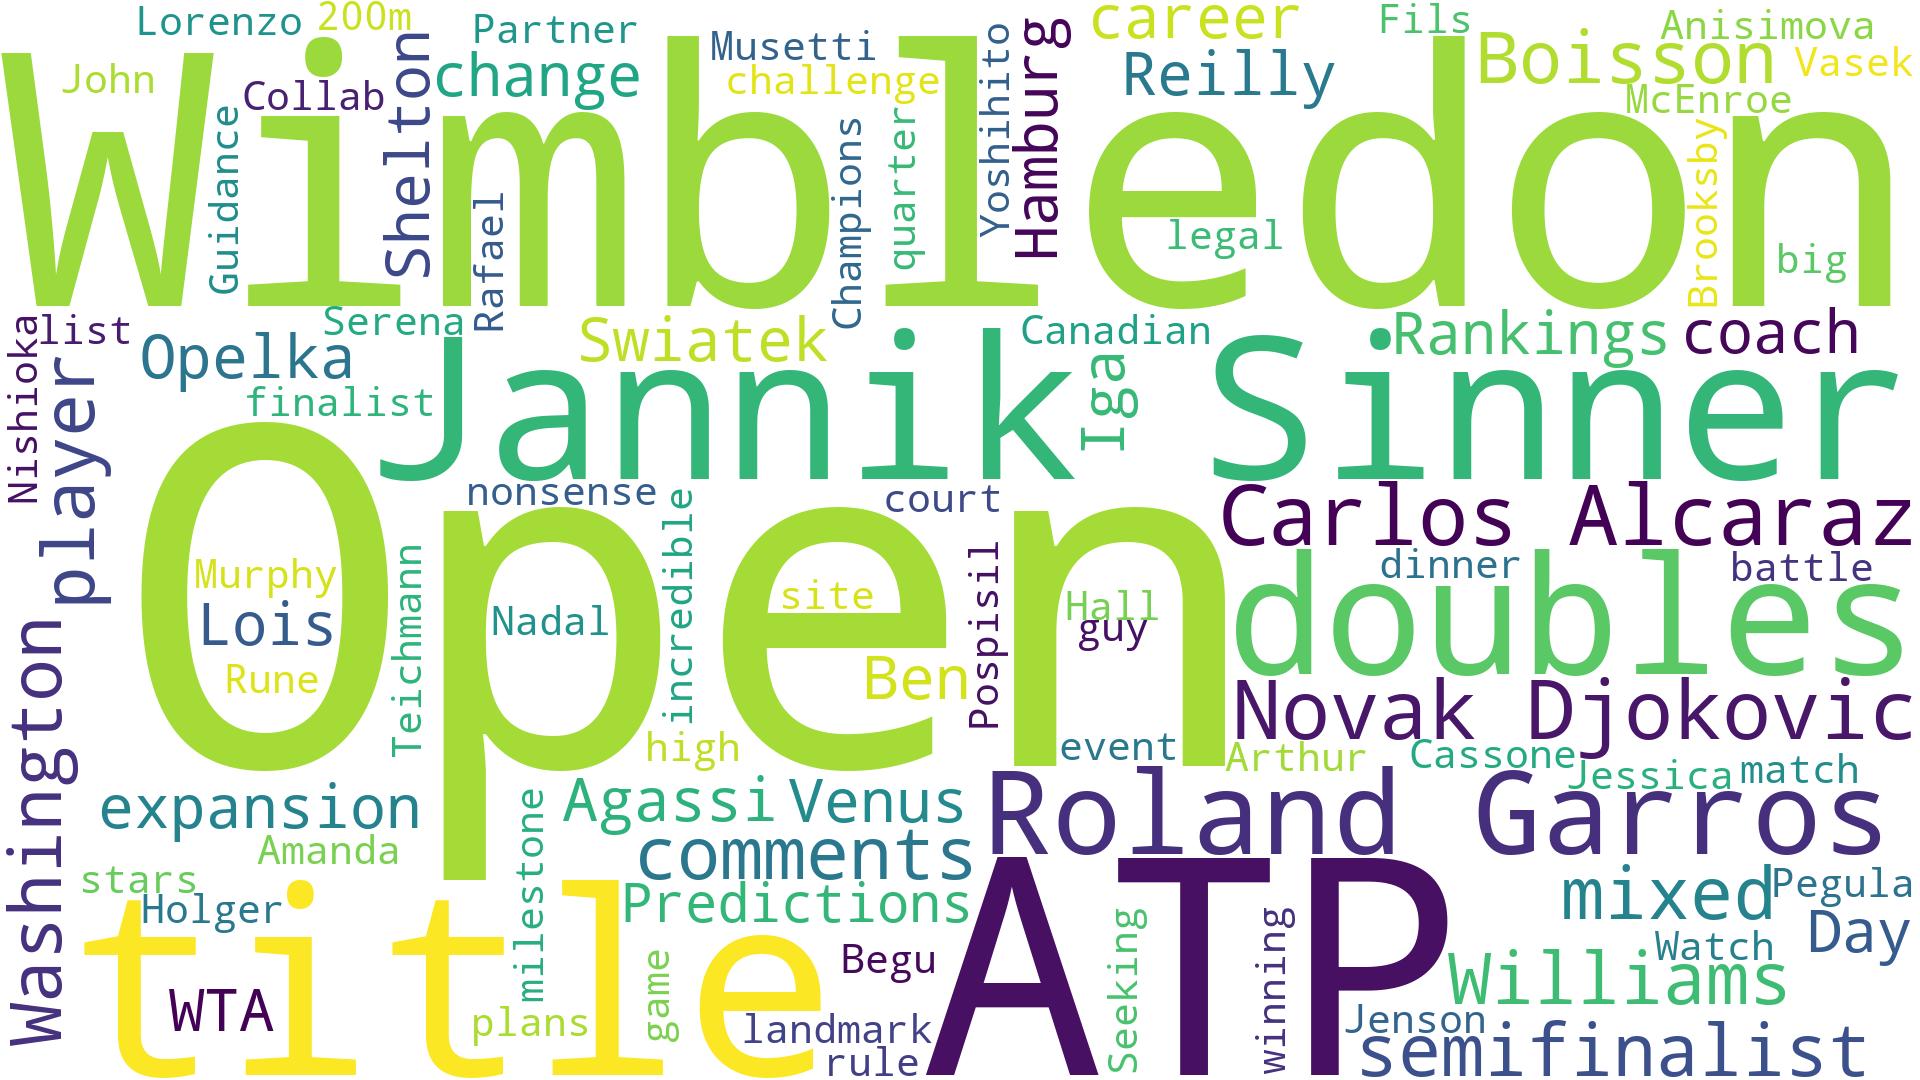 Lorenzo
200m
Partner
Musetti
career
Fils
Anisimova
John
Collab
change
challenge
Reilly
Boisson
Vasek
McEnroe
Wimbledon
Guidance
Shelton
Rafael
Champions
quarter
Yoshihito
Hamburg
legal
Brooksby
big
list
Serena
Swiatek
Canadian
Rankings
coach
Nishioka
Opelka
finalist
Jannik Sinner
Iga
player
nonsense
court
Carlos Alcaraz
Open
Murphy
Lois
Rune
Teichmann
Nadal
incredible
site
Ben
Pospisil
Hall
guy
dinner
battle
doubles
Novak Djokovic
Washington
high
event
Arthur
Cassone
Jessica
match
expansion
Agassi
Venus
Roland Garros
Amanda
milestone
comments
stars
Holger
Predictions
mixed
Pegula
Day
title
ATP
WTA
plans
game
Begu
landmark
rule
Seeking
winning
Watch
Williams
Jenson
semifinalist